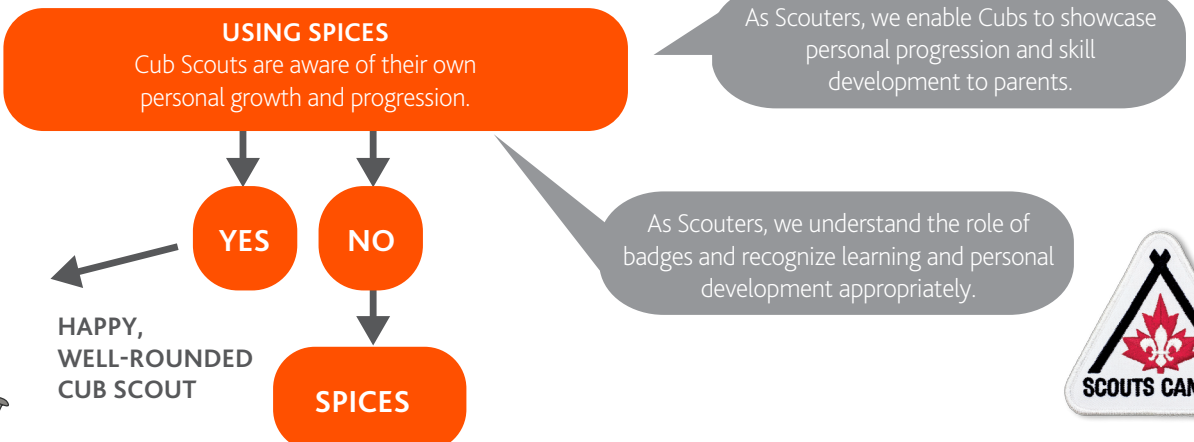 USING SPICES
Cub Scouts are aware of their own
personal growth and progression.
As Scouters, we enable Cubs to showcase
personal progression and skill
development to parents.
YES
NO
As Scouters, we understand the role of
badges and recognize learning and personal
development appropriately.
HAPPY,
WELL-ROUNDED
CUB SCOUT
SPICES
SCOUTS CAN